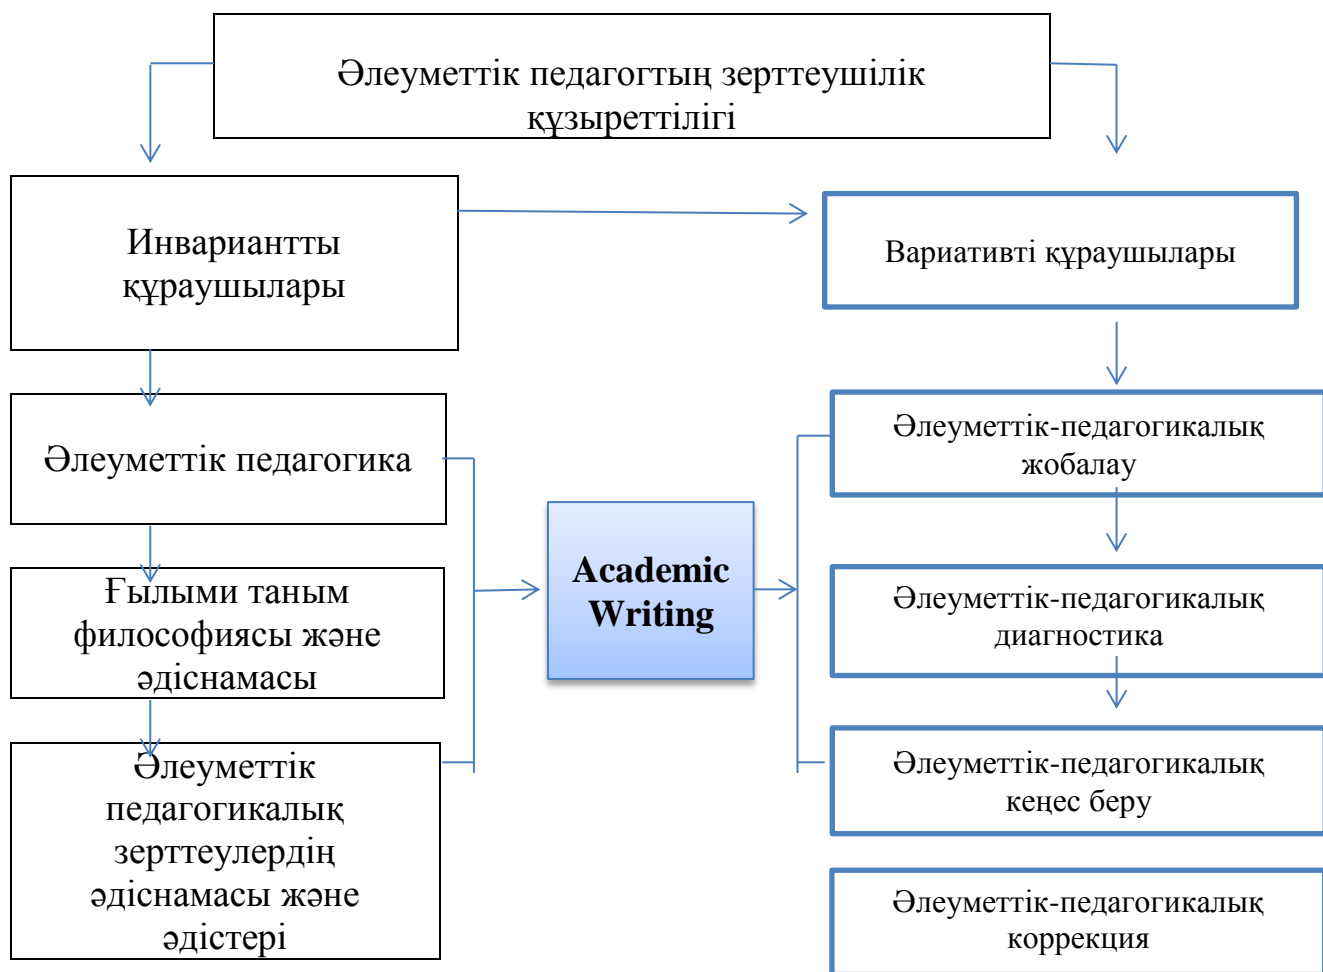 Әлеуметтік педагогтың зерттеушілік
құзыреттілігі
Инвариантты
құраушылары
Вариативті құраушылары
Әлеуметтік педагогика
Ғылыми таным
философиясы және
әдіснамасы
Әлеуметтік
педагогикалық
зерттеулердің
әдіснамасы және
әдістері
Academic
Writing
Әлеуметтік-педагогикалық
жобалау
Әлеуметтік-педагогикалық
диагностика
Әлеуметтік-педагогикалық
кеңес беру
Әлеуметтік-педагогикалық
коррекция